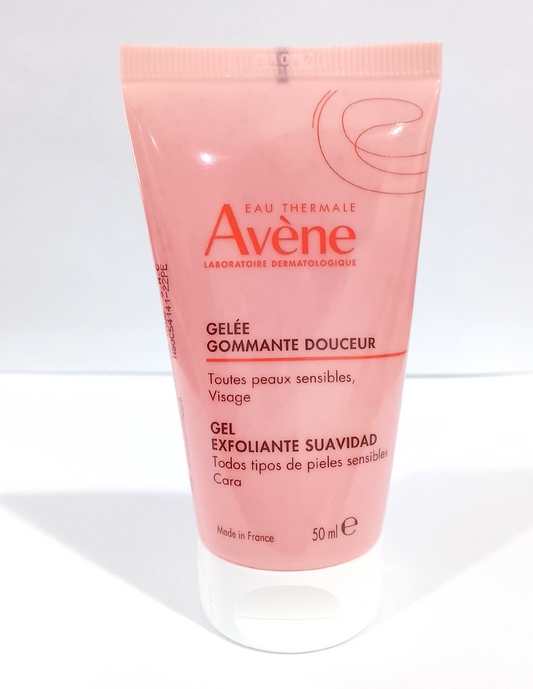 EAU THERMALE
Avène
LABORATOIRE DERMATOLOGIQUE
GELÉE
GOMMANTE DOUCEUR
Toutes peaux sensibles,
Visage
GEL
EXFOLIANTE SUAVIDAD
Todos tipos de pieles sensibles
Cara
Made in France
50 ml e